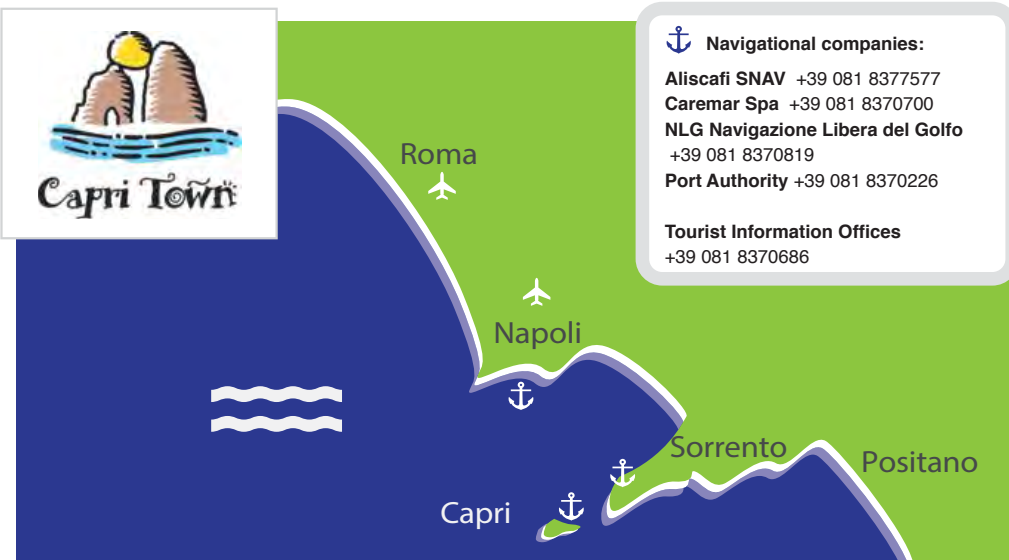 Capri Town
Navigational companies:
Aliscafi SNAV +39 081 8377577
Caremar Spa +39 081 8370700
NLG Navigazione Libera del Golfo
+39 081 8370819
Port Authority +39 081 8370226
Tourist Information Offices
+39 081 8370686
Roma
Napoli
Sorrento
Positano
Capri